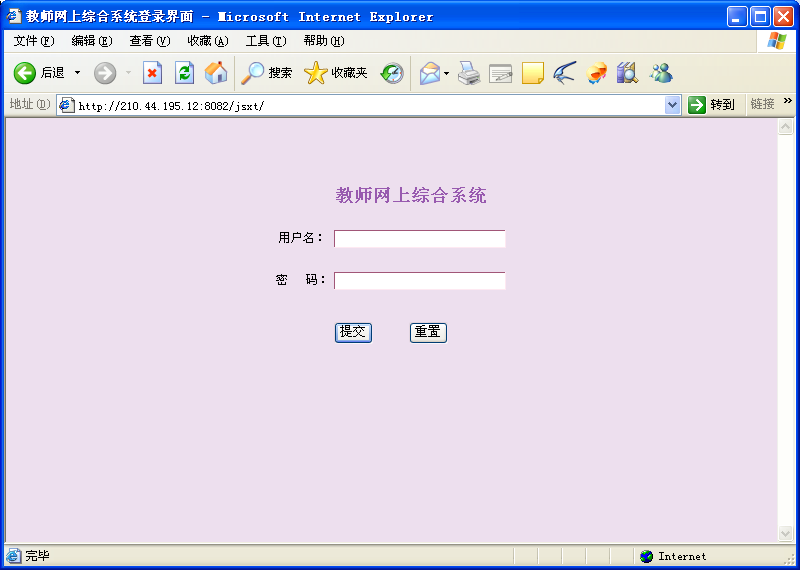 教师网上综合系统登录界面 - Microsoft Internet Explorer
文件(F) 编辑(E) 查看(V) 收藏(A) 工具(T) 帮助(H)
后退 搜索 收藏夹
地址(D) http://210.44.195.12:8082/jsxt/ 转到 链接 »
教师网上综合系统
用户名：
密 码：
提交 重置
完毕 Internet